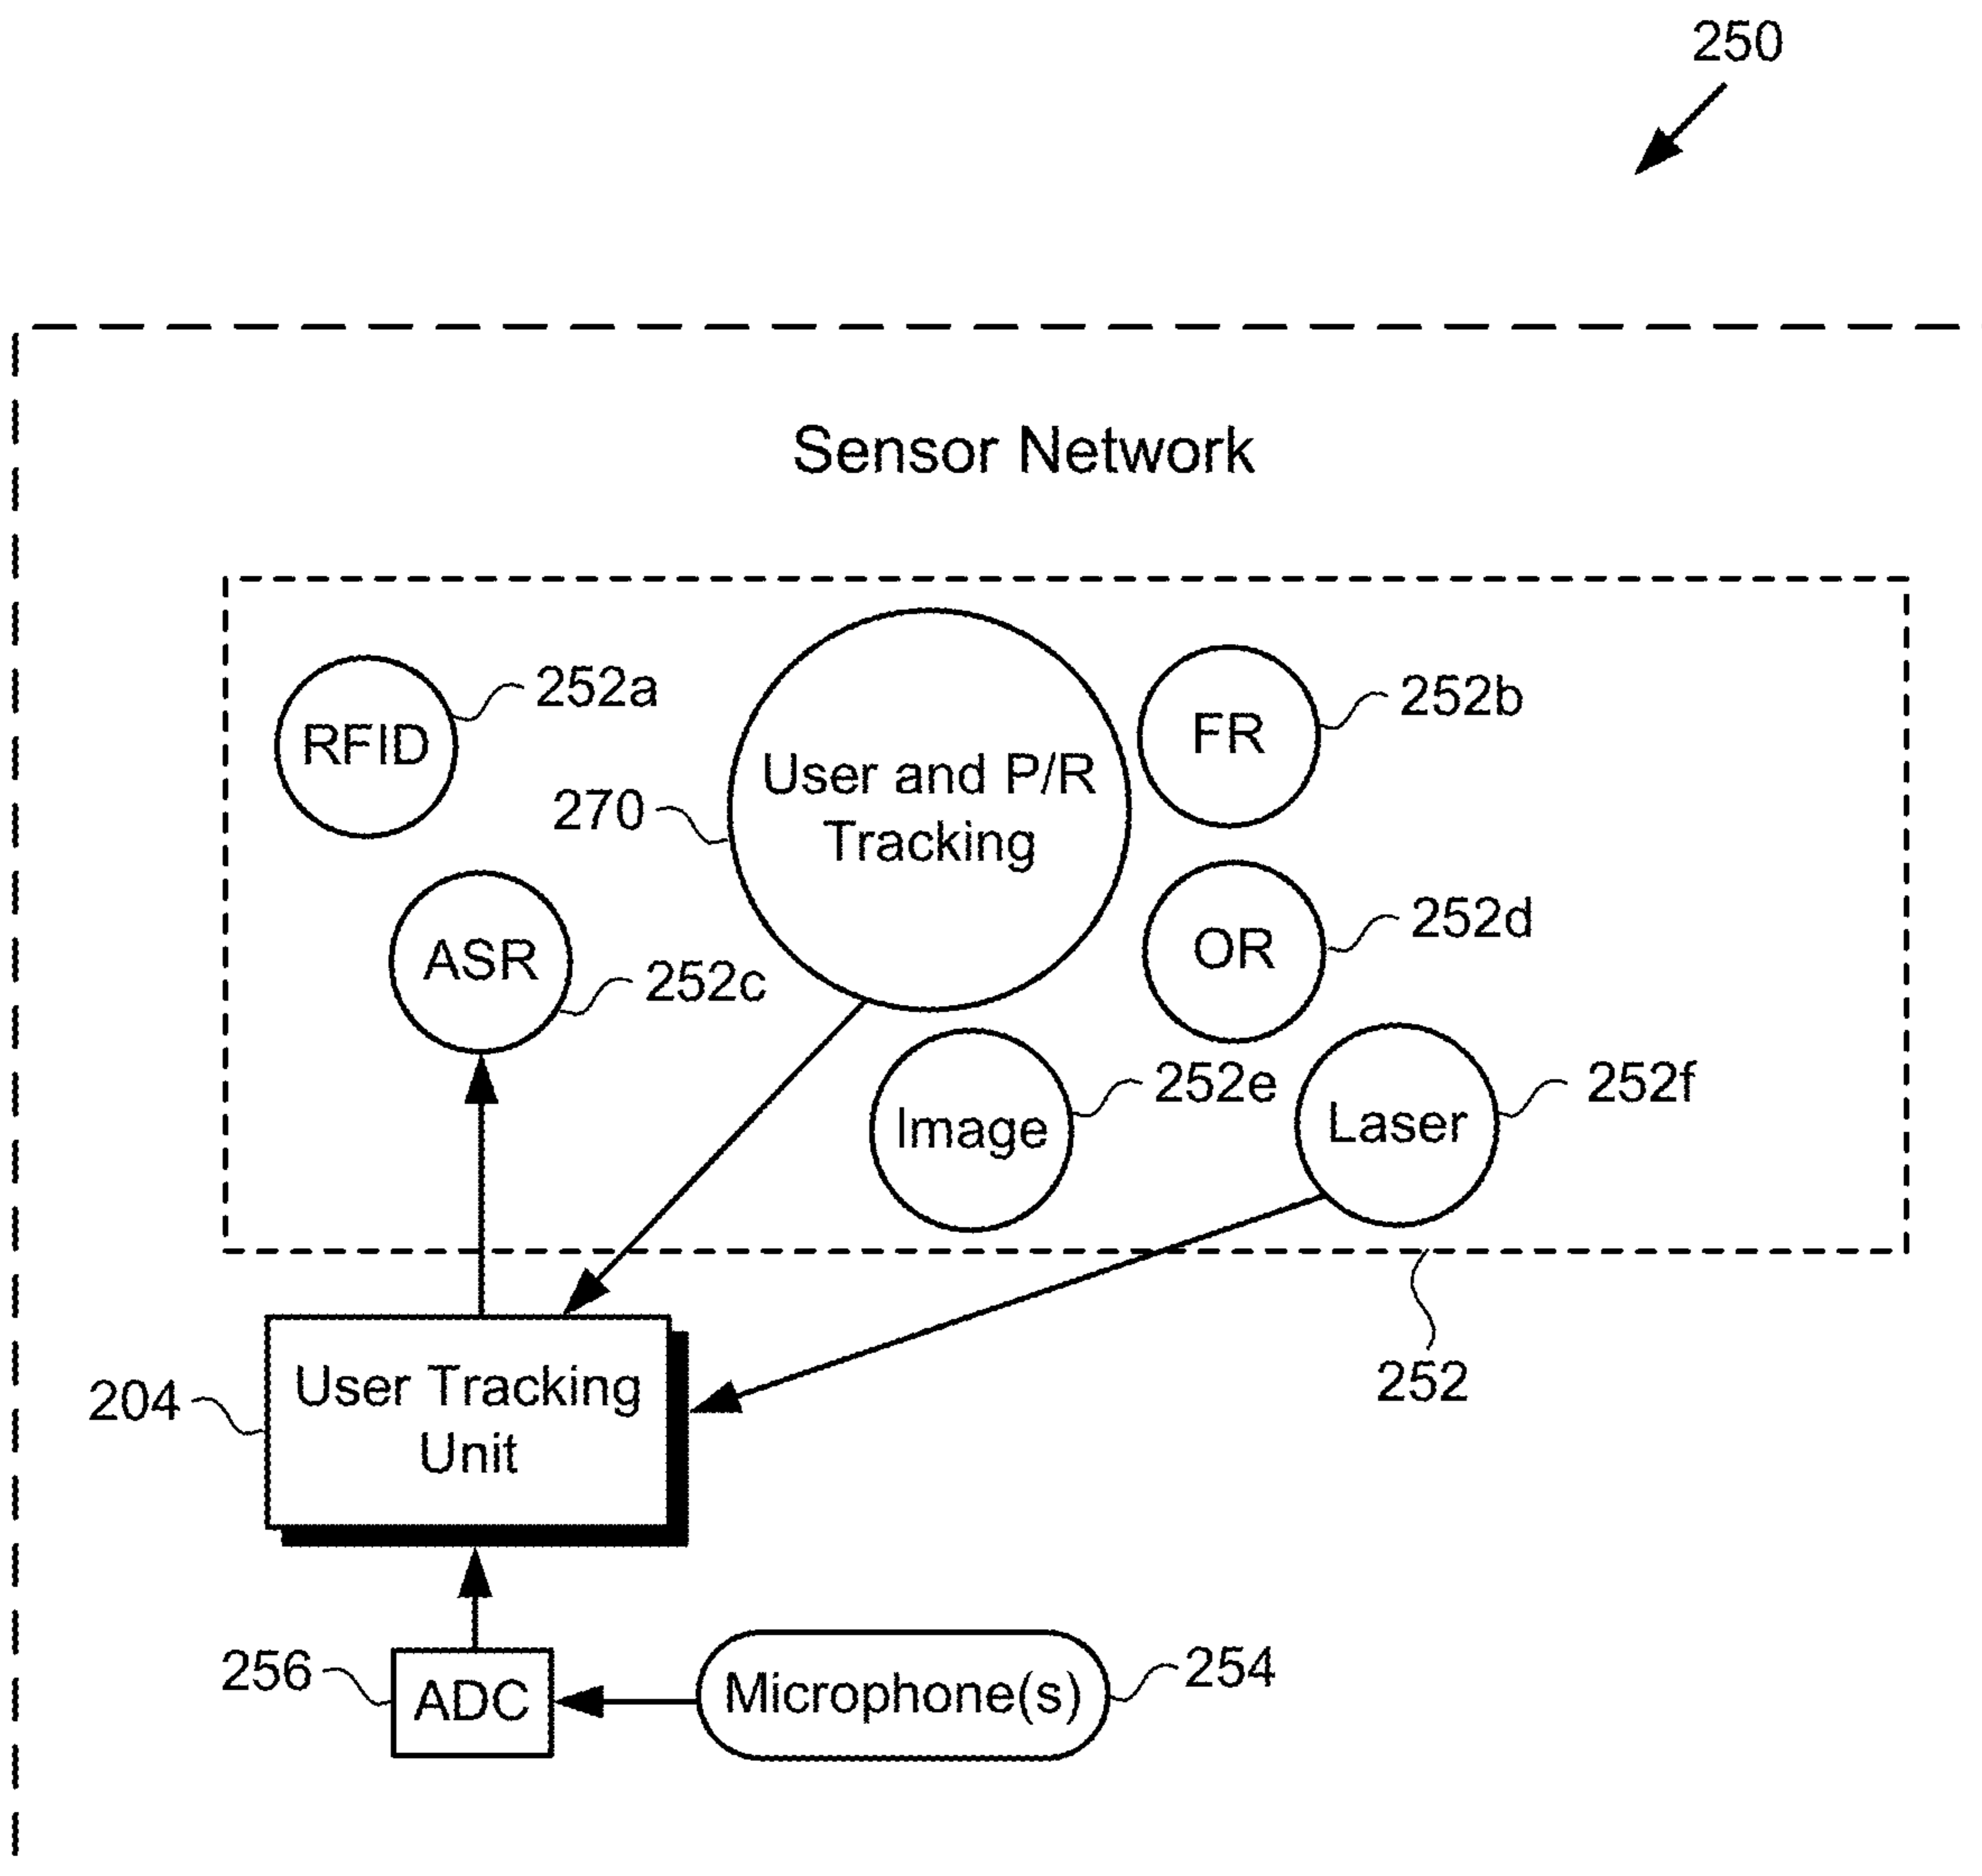 250
Sensor Network
RFID
252a
User and P/R
Tracking
270
FR
252b
ASR
252c
OR
252d
Image
252e
Laser
252f
252
User Tracking
Unit
204
ADC
256
Microphone(s)
254